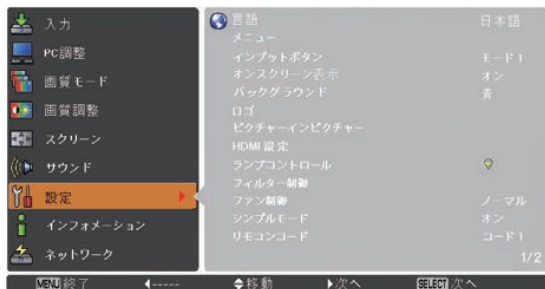 入力
PC調整
画質モード
画質調整
スクリーン
サウンド
設定
インフォメーション
ネットワーク
言語 日本語
メニュー
インプットボタン モード1
オンスクリーン表示 オン
バックグラウンド 青
ロゴ
ピクチャーインピクチャー
HDMI 設定
ランプコントロール
フィルター制御
ファン制御 ノーマル
シンプルモード オン
リモコンコード コード1
1/2
MENU 終了 ----- 移動 次へ SELECT 次へ